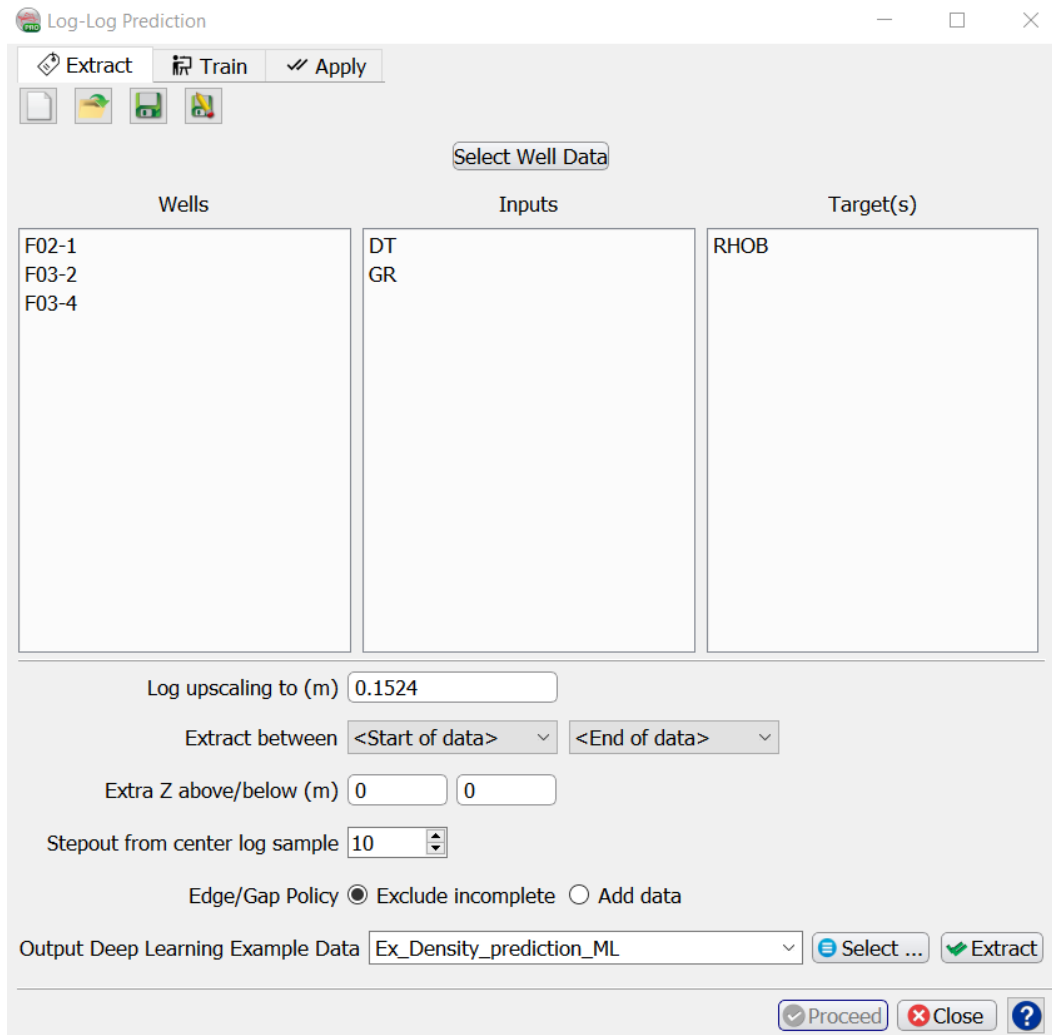 Log-Log Prediction
Extract Train Apply
Select Well Data
Wells Inputs Target(s)
F02-1 DT RHOB
F03-2 GR
F03-4
Log upscaling to (m) 0.1524
Extract between <Start of data> <End of data>
Extra Z above/below (m) 0 0
Stepout from center log sample 10
Edge/Gap Policy Exclude incomplete Add data
Output Deep Learning Example Data Ex_Density_prediction_ML Select ... Extract
Proceed Close ?